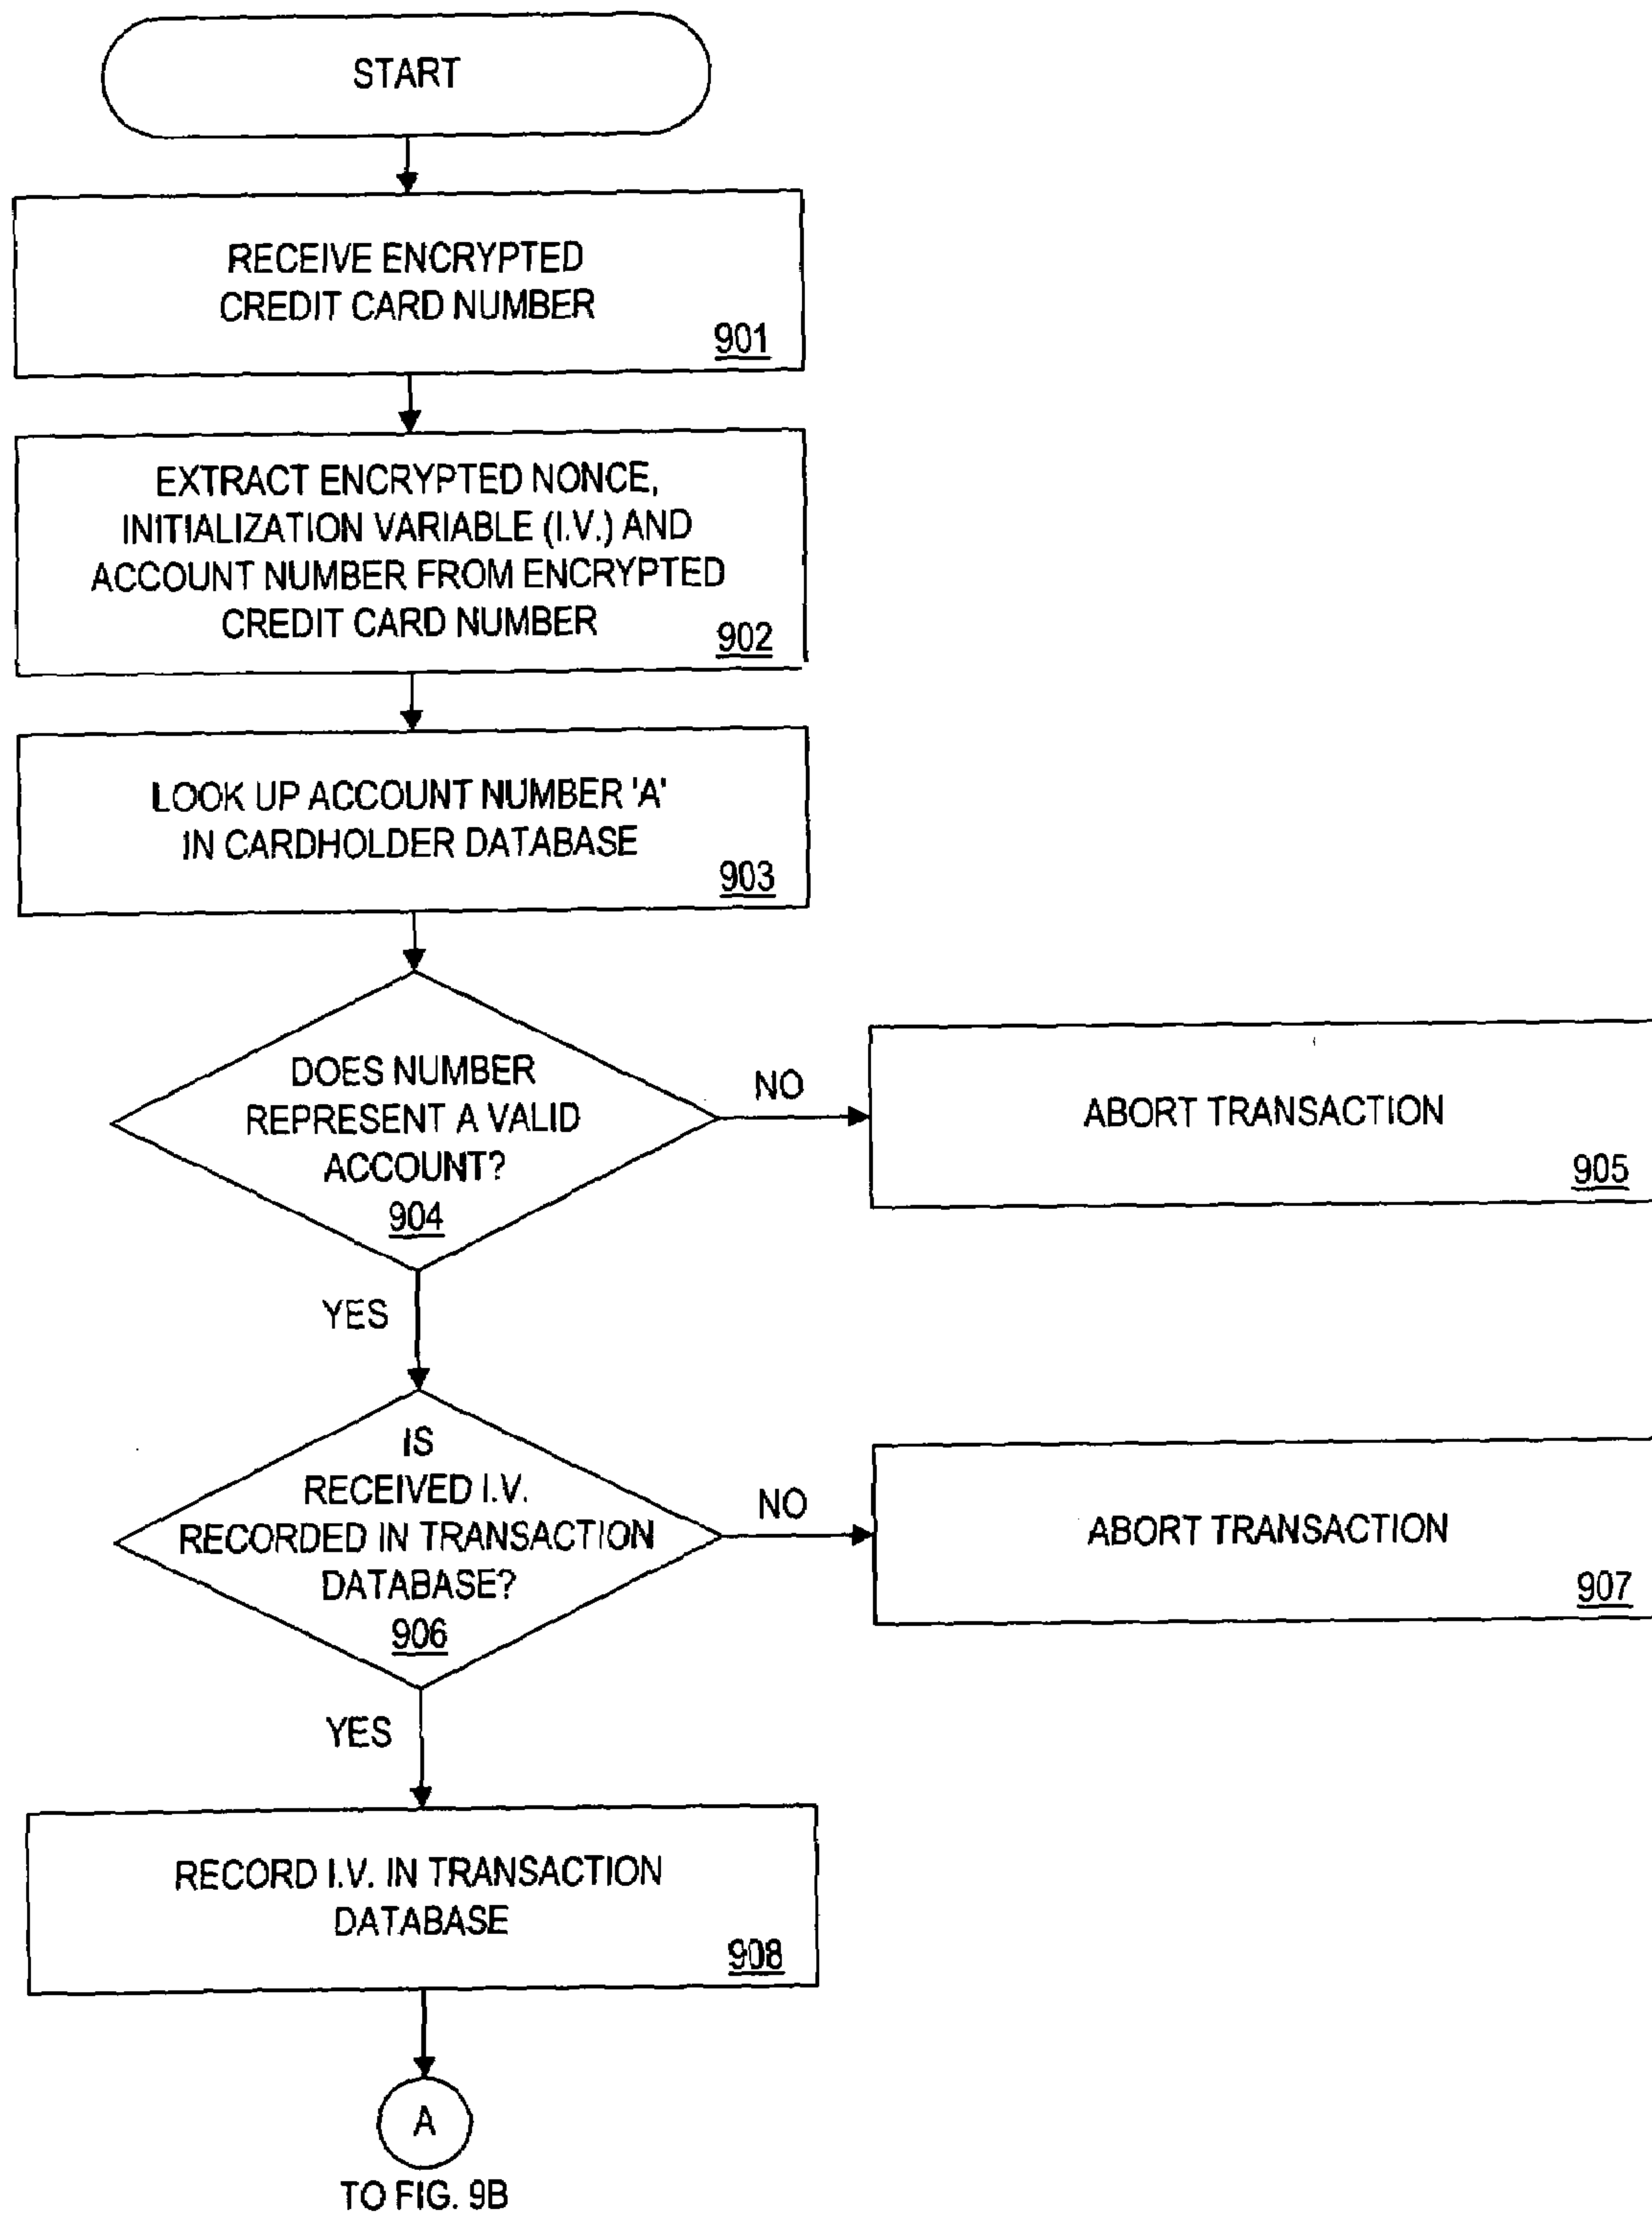 START
RECEIVE ENCRYPTED
CREDIT CARD NUMBER
901
EXTRACT ENCRYPTED NONCE,
INITIALIZATION VARIABLE (I.V.) AND
ACCOUNT NUMBER FROM ENCRYPTED
CREDIT CARD NUMBER
902
LOOK UP ACCOUNT NUMBER 'A'
IN CARDHOLDER DATABASE
903
DOES NUMBER
REPRESENT A VALID
ACCOUNT?
904
NO
ABORT TRANSACTION
905
YES
IS
RECEIVED I.V.
RECORDED IN TRANSACTION
DATABASE?
906
NO
ABORT TRANSACTION
907
YES
RECORD I.V. IN TRANSACTION
DATABASE
908
A
TO FIG. 9B